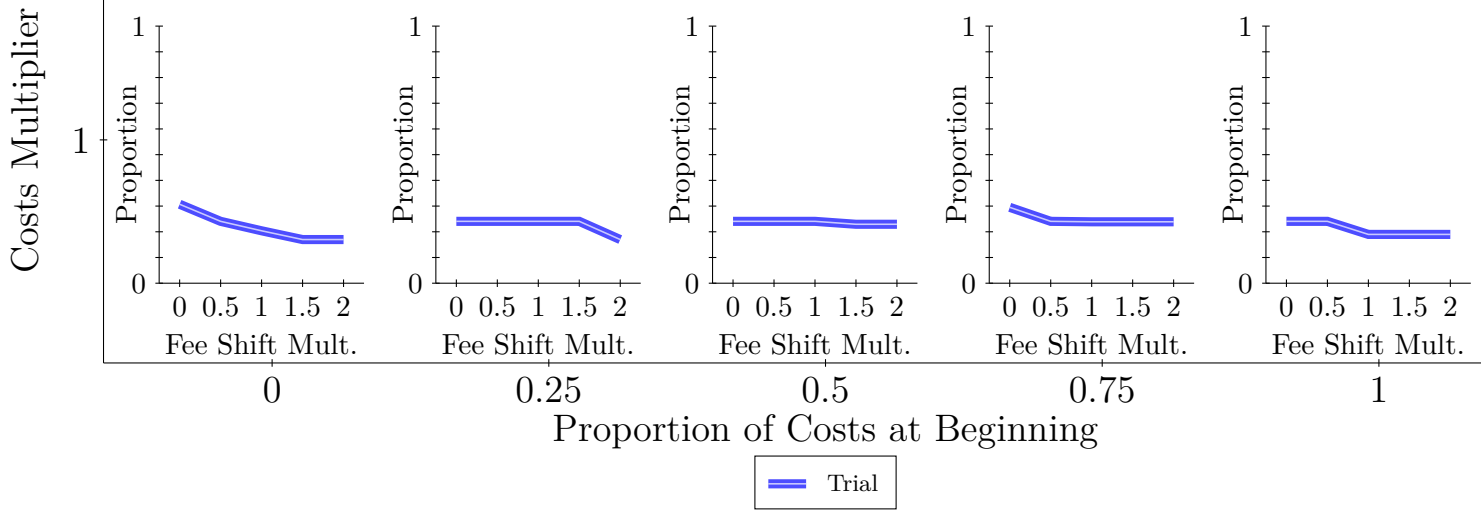 Costs Multiplier
1
1
Proportion
0
0 0.5 1 1.5 2
Fee Shift Mult.
1
Proportion
0
0 0.5 1 1.5 2
Fee Shift Mult.
1
Proportion
0
0 0.5 1 1.5 2
Fee Shift Mult.
1
Proportion
0
0 0.5 1 1.5 2
Fee Shift Mult.
1
Proportion
0
0 0.5 1 1.5 2
Fee Shift Mult.
0 0.25 0.5 0.75 1
Proportion of Costs at Beginning
Trial